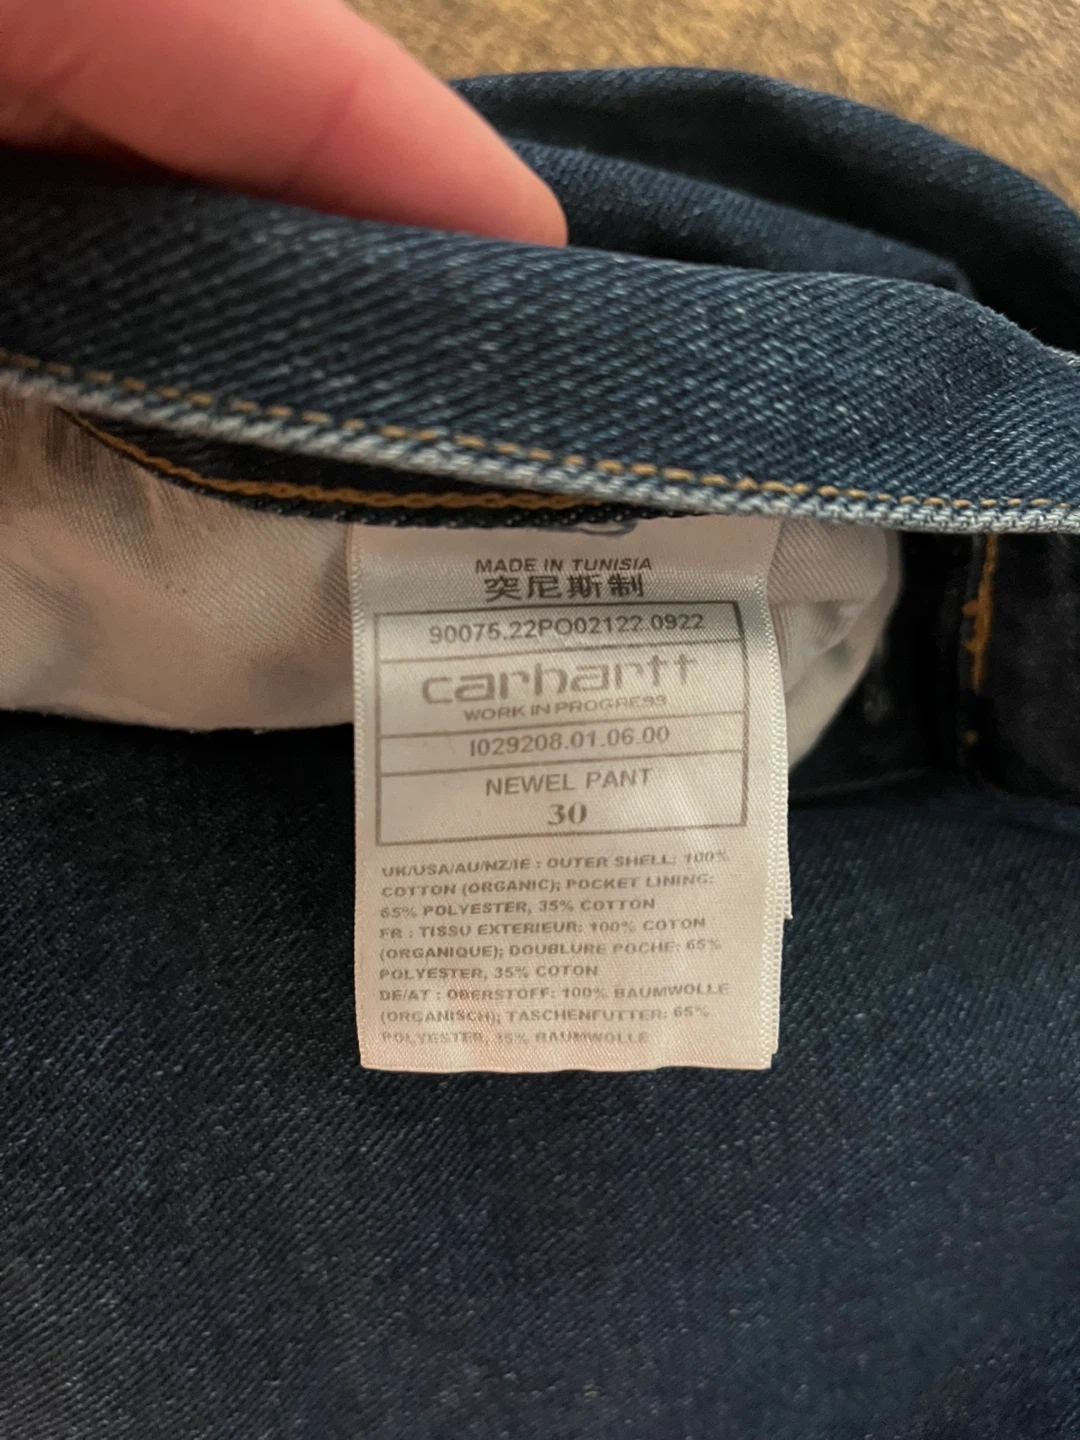 MADE IN TUNISIA
突尼斯制
90075.22PO02122.0922
carhartt
WORK IN PROGRESS
I029208.01.06.00
NEWEL PANT
30
UK/USA/AU/NZ/IE : OUTER SHELL: 100%
COTTON (ORGANIC); POCKET LINING:
65% POLYESTER, 35% COTTON
FR : TISSU EXTERIEUR: 100% COTON
(ORGANIQUE); DOUBLURE POCHE: 65%
POLYESTER, 35% COTON
DE/AT : OBERSTOFF: 100% BAUMWOLLE
(ORGANISCH); TASCHENFUTTER: 65%
POLYESTER, 35% BAUMWOLLE